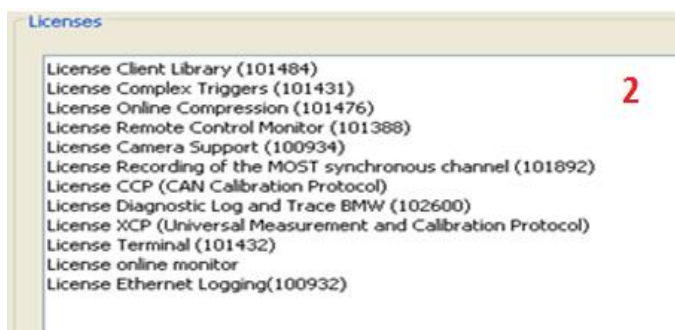 Licenses
License Client Library (101484)
2
License Complex Triggers (101431)
License Online Compression (101476)
License Remote Control Monitor (101388)
License Camera Support (100934)
License Recording of the MOST synchronous channel (101892)
License CCP (CAN Calibration Protocol)
License Diagnostic Log and Trace BMW (102600)
License XCP (Universal Measurement and Calibration Protocol)
License Terminal (101432)
License online monitor
License Ethernet Logging(100932)